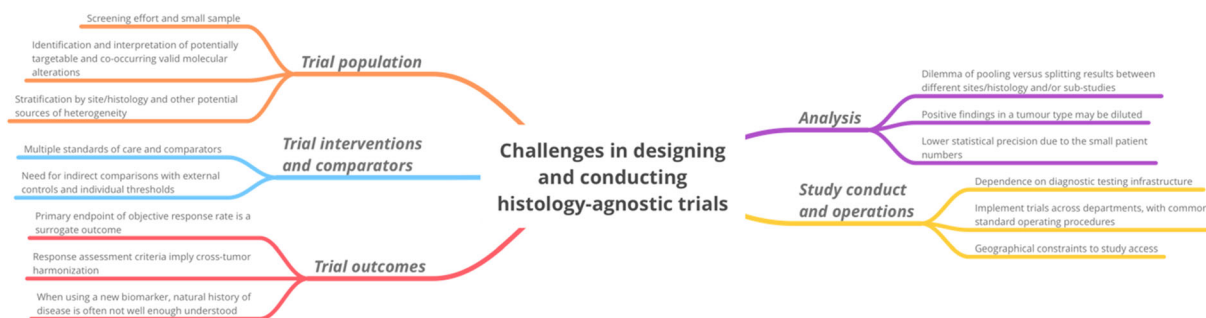 Screening effort and small sample
Identification and interpretation of potentially
targetable and co-occurring valid molecular
alterations
Stratification by site/histology and other potential
sources of heterogeneity
Trial population
Multiple standards of care and comparators
Need for indirect comparisons with external
controls and individual thresholds
Trial interventions
and comparators
Primary endpoint of objective response rate is a
surrogate outcome
Response assessment criteria imply cross-tumor
harmonization
When using a new biomarker, natural history of
disease is often not well enough understood
Trial outcomes
Challenges in designing
and conducting
histology-agnostic trials
Analysis
Dilemma of pooling versus splitting results between
different sites/histology and/or sub-studies
Positive findings in a tumour type may be diluted
Lower statistical precision due to the small patient
numbers
Study conduct
and operations
Dependence on diagnostic testing infrastructure
Implement trials across departments, with common
standard operating procedures
Geographical constraints to study access